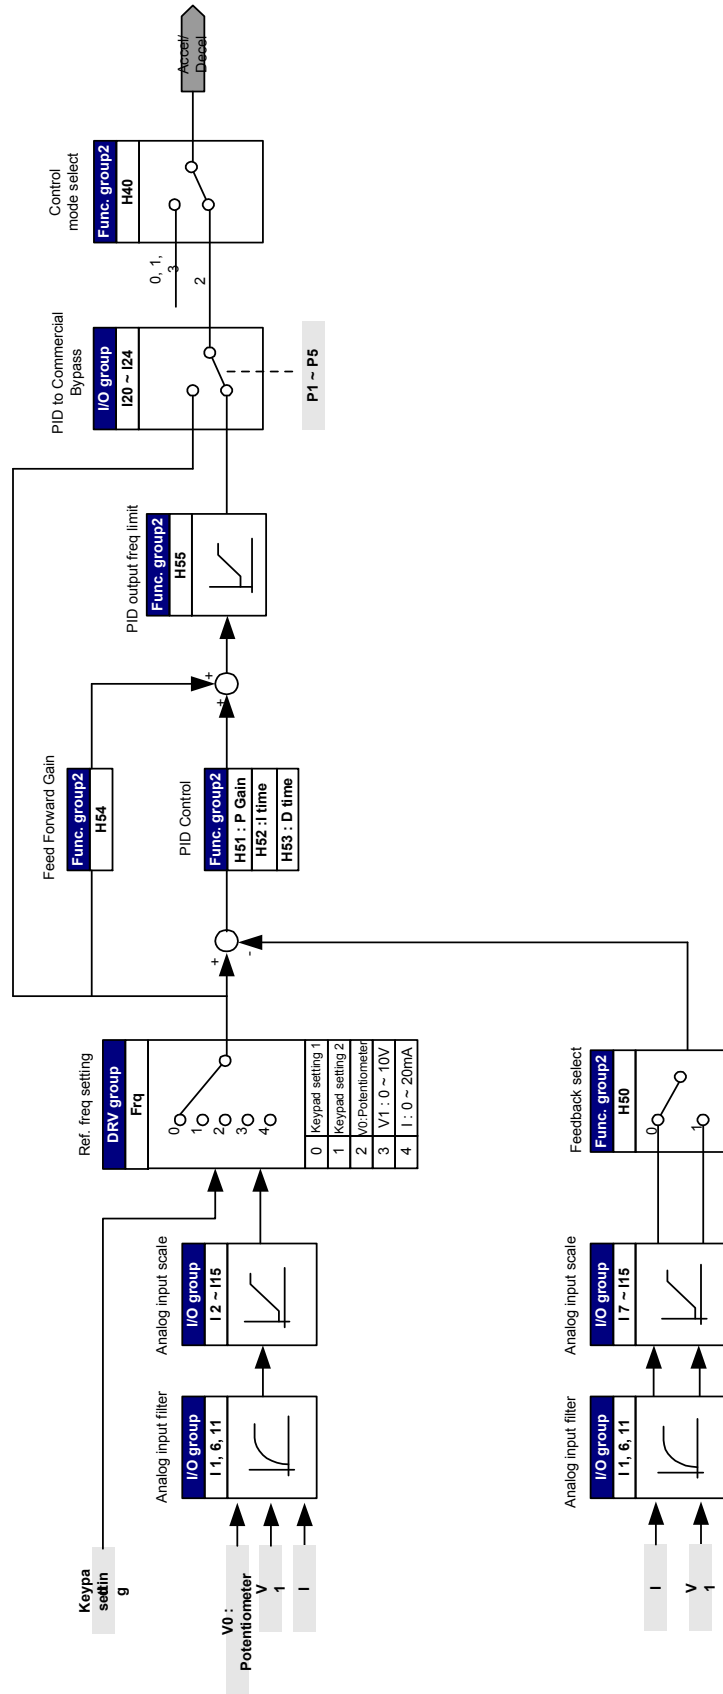 Keypa
settin
g
V0 :
Potentiometer
V
1
I
Analog input filter
I/O group
I 1, 6, 11
Analog input scale
I/O group
I 2 ~ I15
Ref. freq setting
DRV group
Frq
0
1
2
3
4
0 Keypad setting 1
1 Keypad setting 2
2 V0:Potentiometer
3 V1 : 0 ~ 10V
4 I : 0 ~ 20mA
I
V
1
Analog input filter
I/O group
I 1, 6, 11
Analog input scale
I/O group
I 7 ~ I15
Feedback select
Func. group2
H50
0
1
+
-
Feed Forward Gain
Func. group2
H54
PID Control
Func. group2
H51 : P Gain
H52 :I time
H53 : D time
+
+
PID output freq limit
Func. group2
H55
PID to Commercial
Bypass
I/O group
I20 ~ I24
P1 ~ P5
0, 1,
3
2
Control
mode select
Func. group2
H40
Accel/
Decel